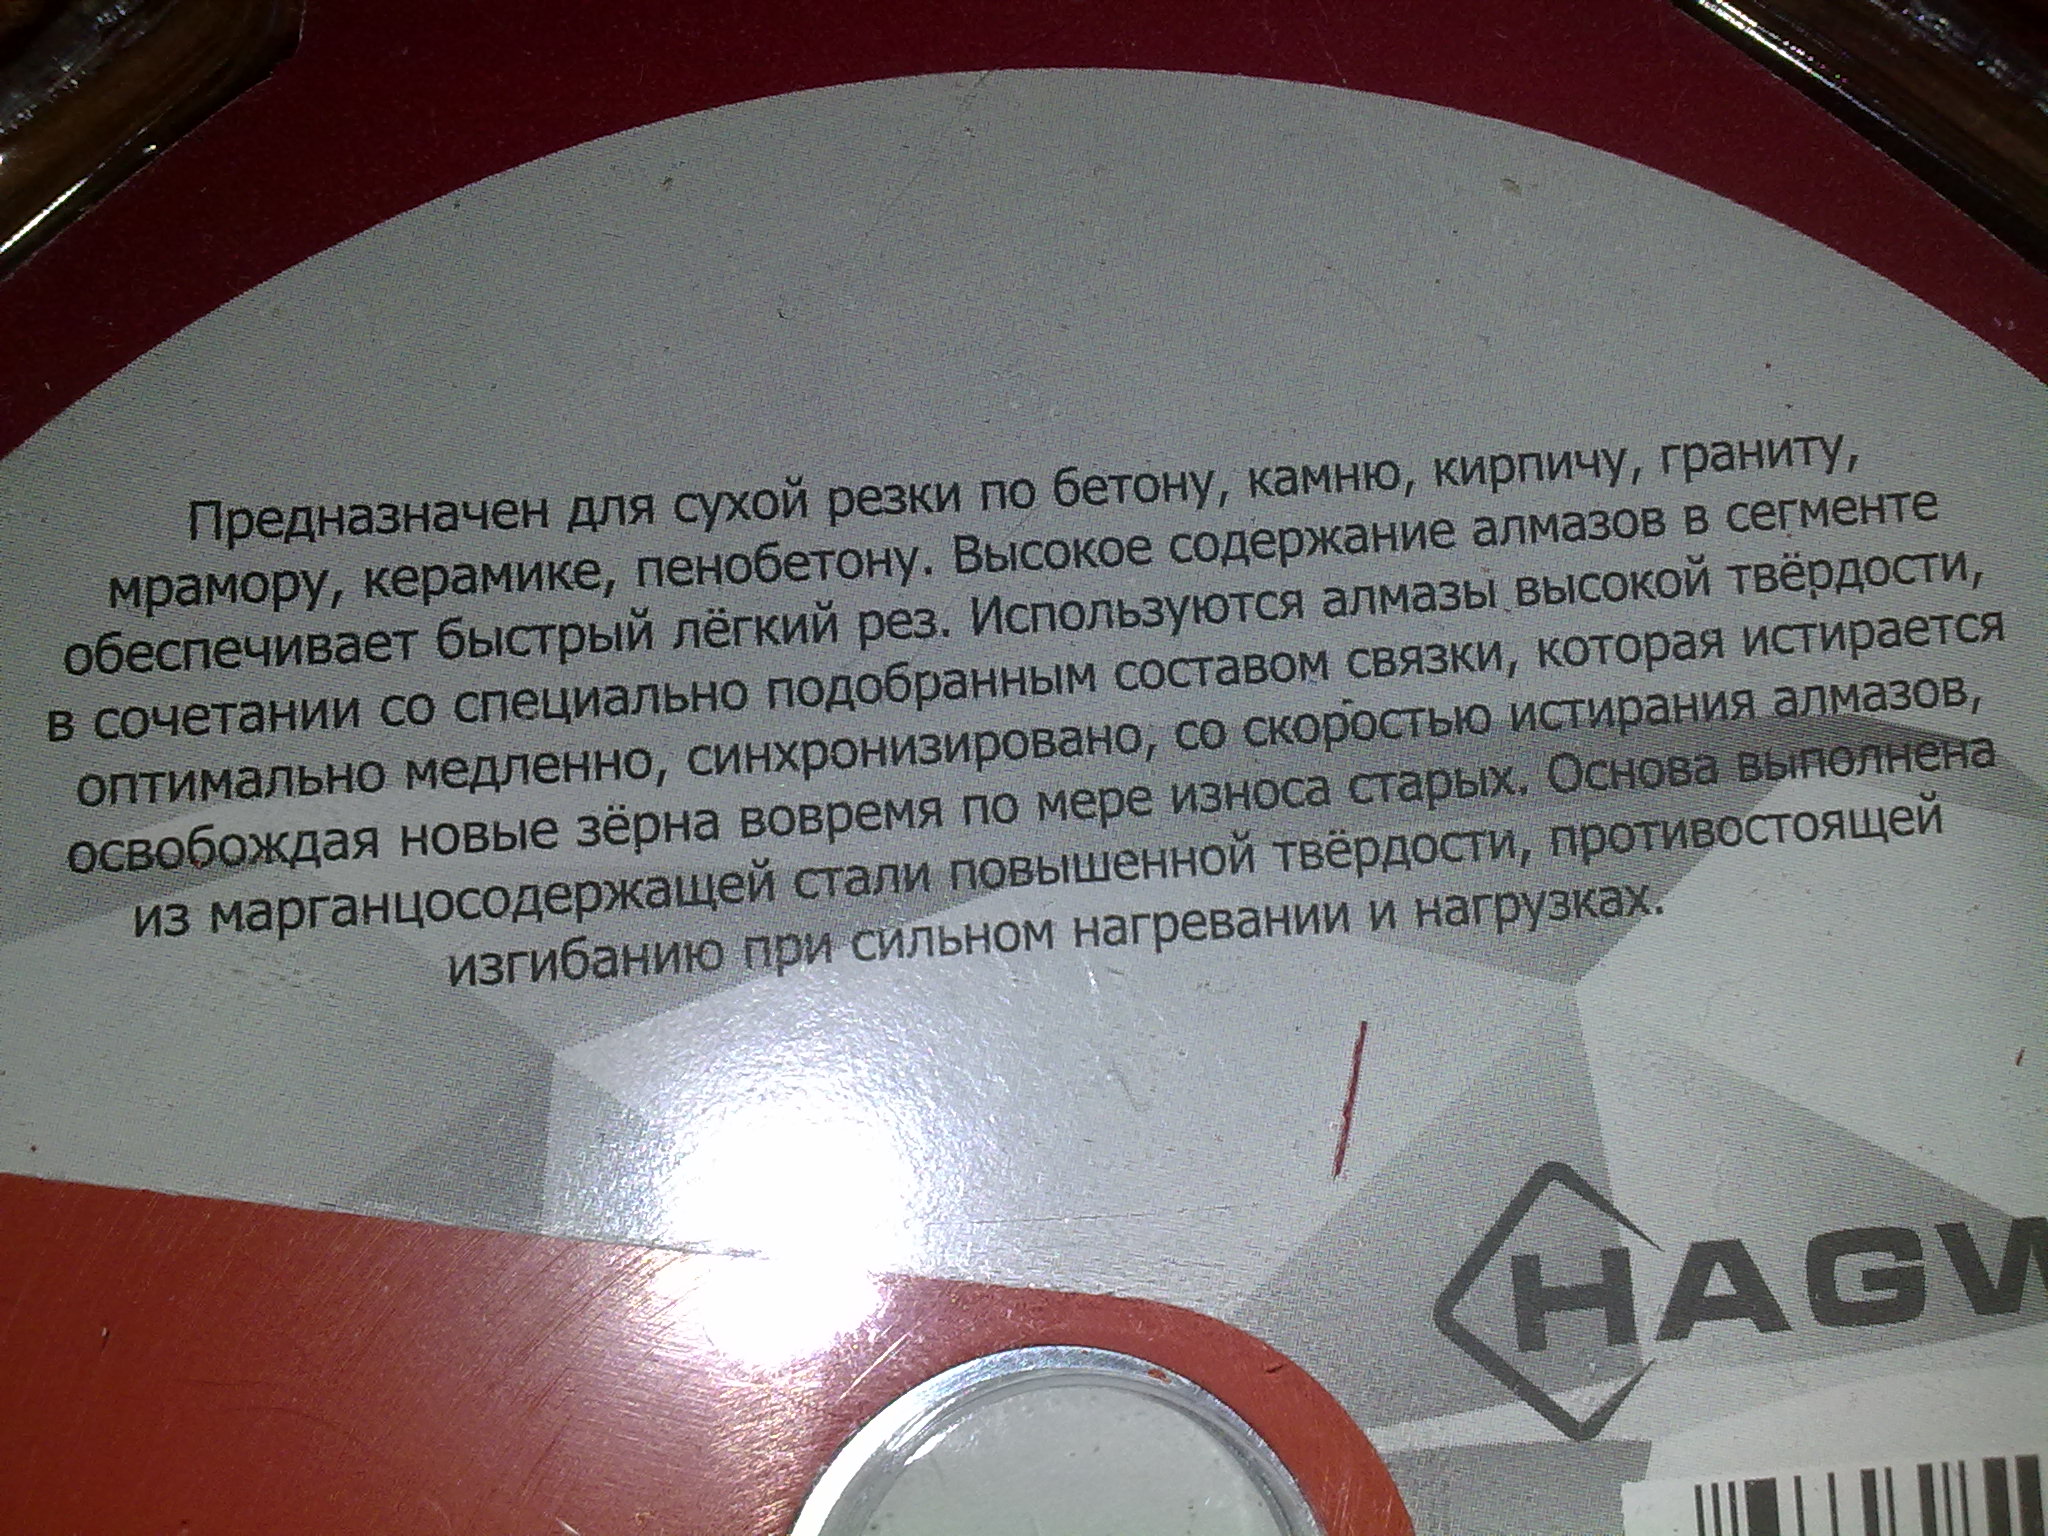 Предназначен для сухой резки по бетону, камню, кирпичу, граниту,
мрамору, керамике, пенобетону. Высокое содержание алмазов в сегменте
обеспечивает быстрый лёгкий рез. Используются алмазы высокой твёрдости,
в сочетании со специально подобранным составом связки, которая истирается
оптимально медленно, синхронизировано, со скоростью истирания алмазов,
освобождая новые зёрна вовремя по мере износа старых. Основа выполнена
из марганцосодержащей стали повышенной твёрдости, противостоящей
изгибанию при сильном нагревании и нагрузках.
HAGW